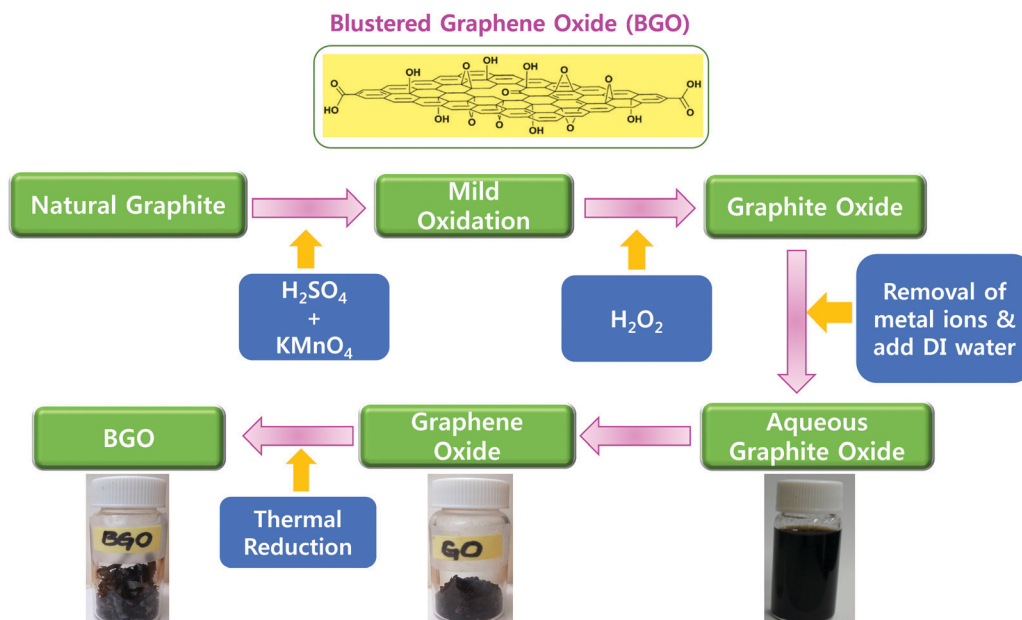 Blustered Graphene Oxide (BGO)
O
OH
OH
OH
O
O
OH
O
O
OH
O
HO
OH
O
O
OH
O
OH
O
Natural Graphite
Mild
Oxidation
Graphite Oxide
H₂SO₄
+
KMnO₄
H₂O₂
Removal of
metal ions &
add DI water
BGO
Graphene
Oxide
Aqueous
Graphite Oxide
Thermal
Reduction
BGO
GO